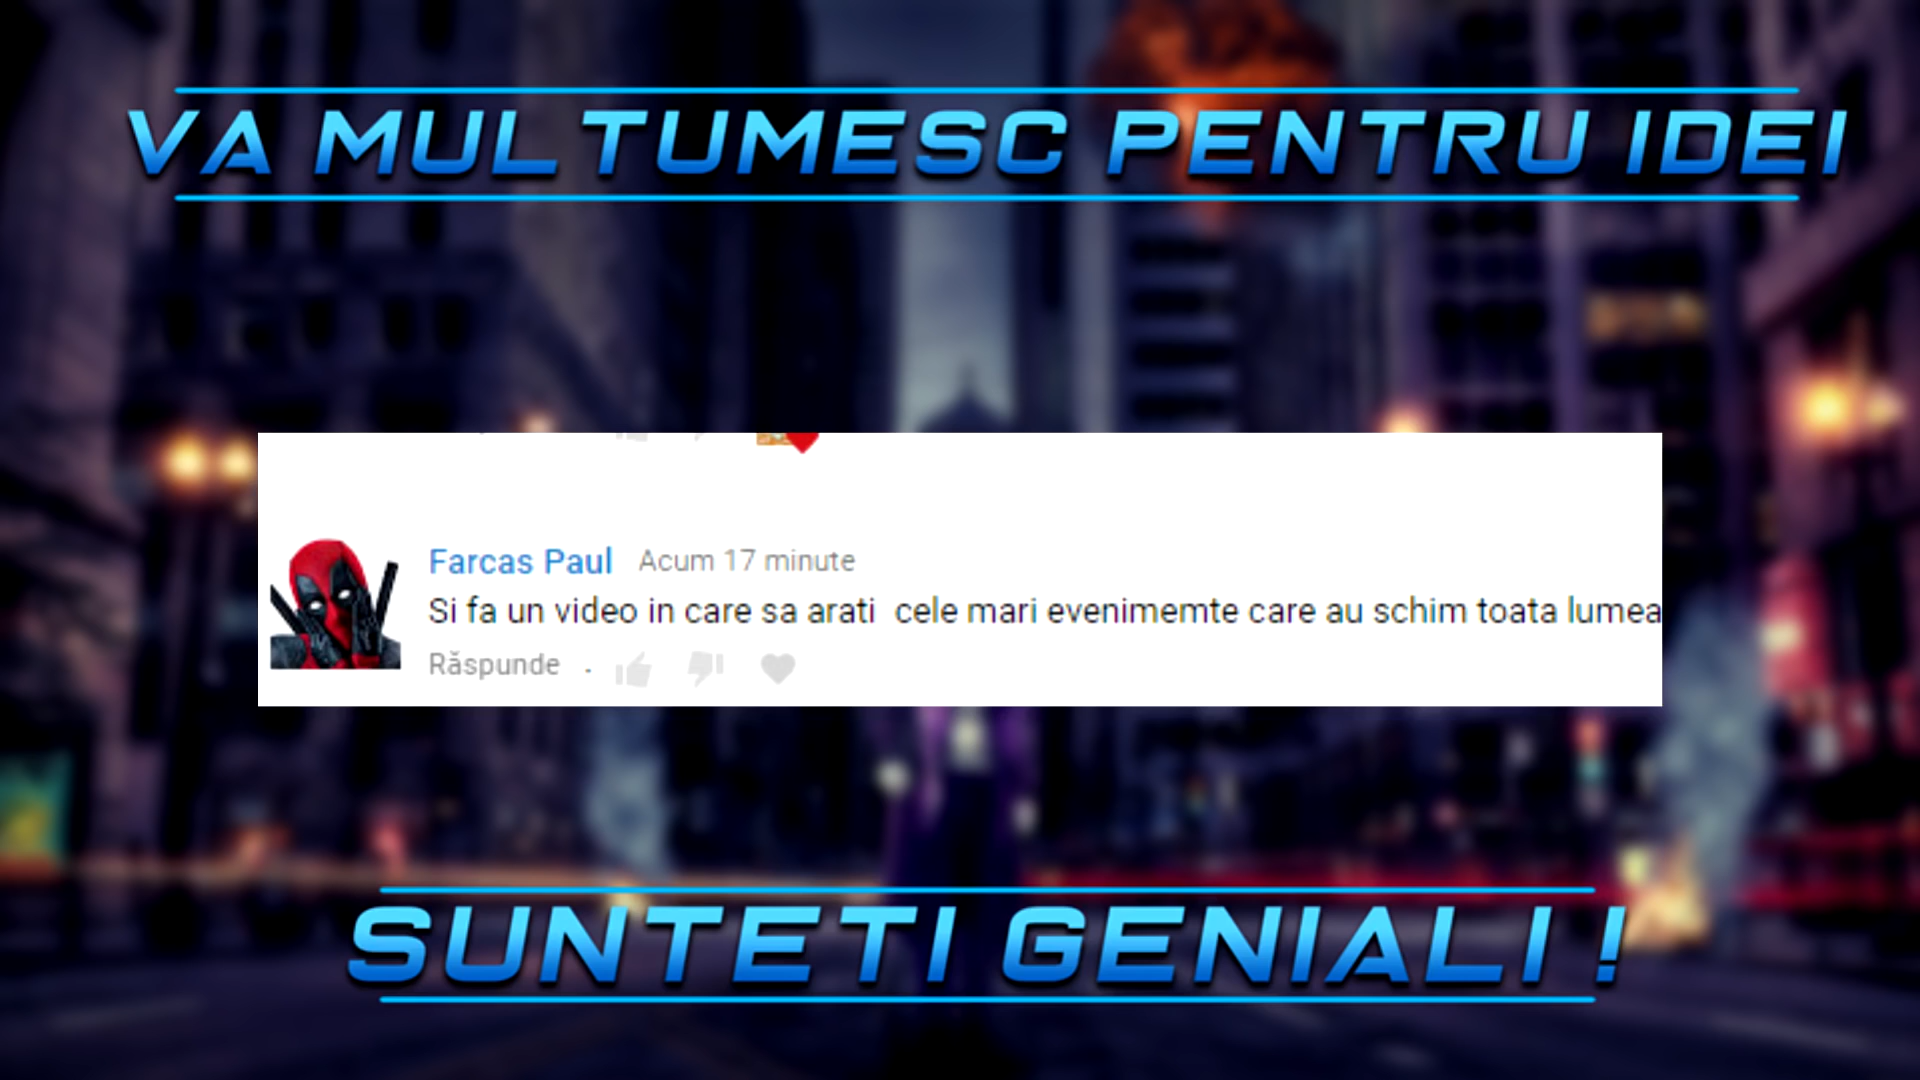 VA MULTUMESC PENTRU IDEI
Farcas Paul Acum 17 minute
Si fa un video in care sa arati cele mari evenimemte care au schim toata lumea
Răspunde .
SUNTETI GENIALI !